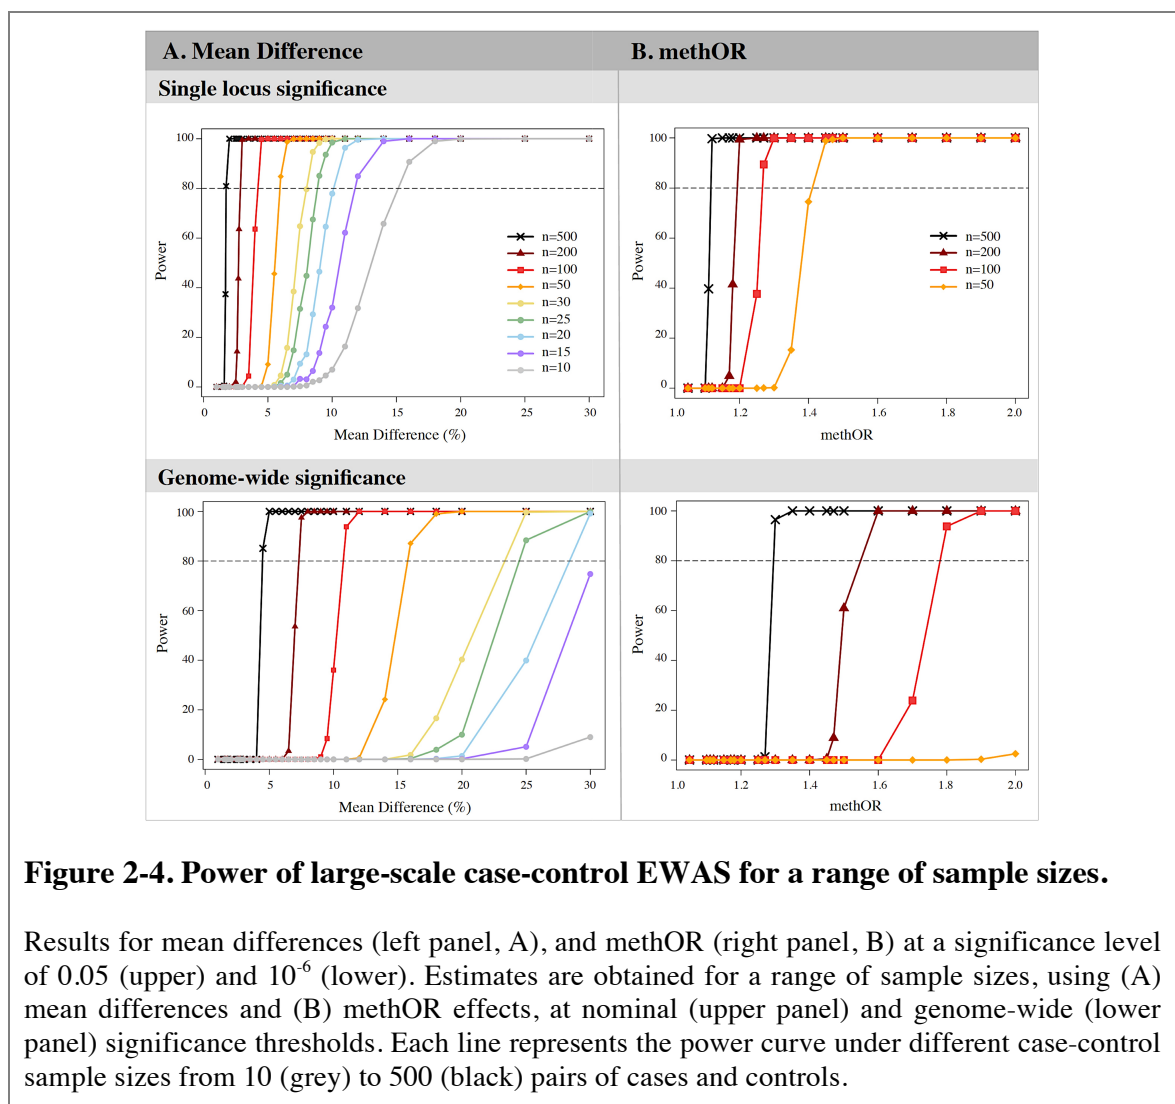 A. Mean Difference
B. methOR
Single locus significance
100
80
60
40
20
0
Power
n=500
n=200
n=100
n=50
n=30
n=25
n=20
n=15
n=10
0 5 10 15 20 25 30
Mean Difference (%)
100
80
60
40
20
0
Power
n=500
n=200
n=100
n=50
1.0 1.2 1.4 1.6 1.8 2.0
methOR
Genome-wide significance
100
80
60
40
20
0
Power
0 5 10 15 20 25 30
Mean Difference (%)
100
80
60
40
20
0
Power
1.0 1.2 1.4 1.6 1.8 2.0
methOR
Figure 2-4. Power of large-scale case-control EWAS for a range of sample sizes.
Results for mean differences (left panel, A), and methOR (right panel, B) at a significance level
of 0.05 (upper) and 10⁻⁶ (lower). Estimates are obtained for a range of sample sizes, using (A)
mean differences and (B) methOR effects, at nominal (upper panel) and genome-wide (lower
panel) significance thresholds. Each line represents the power curve under different case-control
sample sizes from 10 (grey) to 500 (black) pairs of cases and controls.